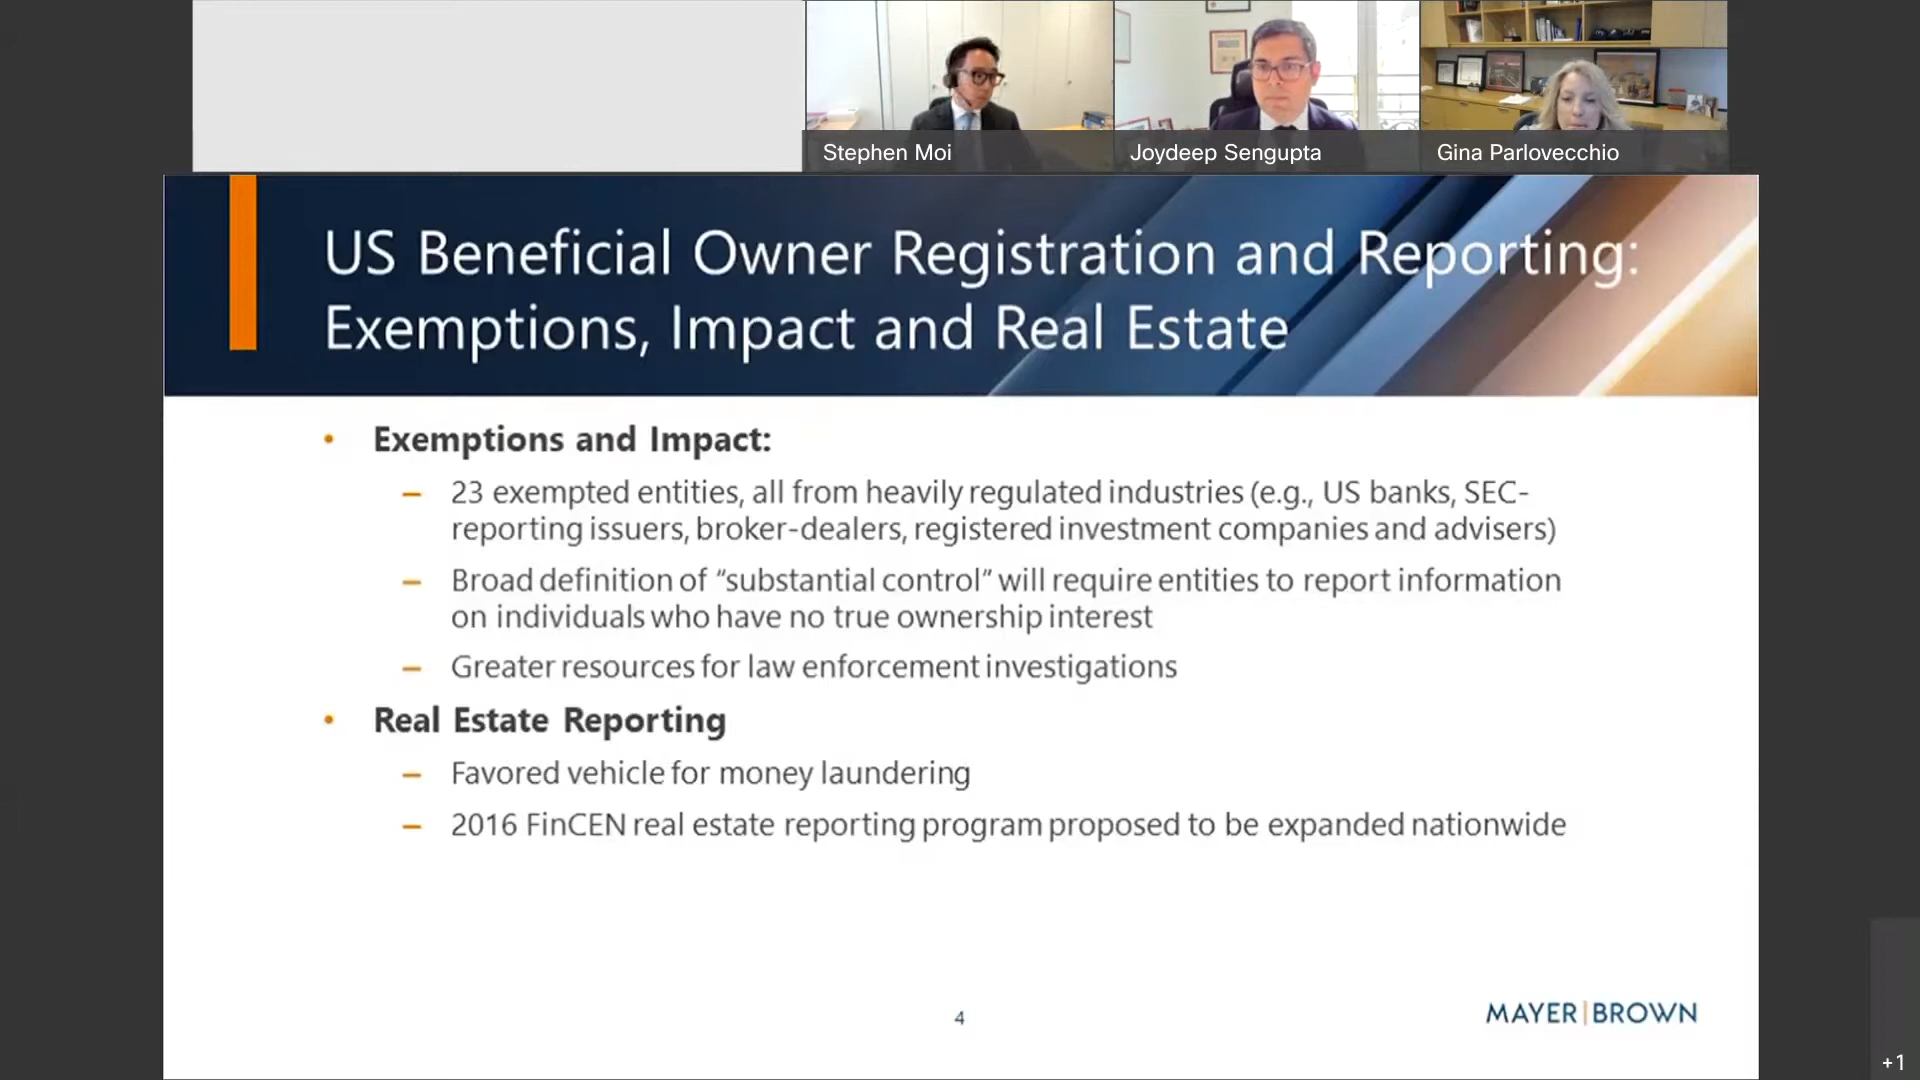 Stephen Moi
Joydeep Sengupta
Gina Parlovecchio
US Beneficial Owner Registration and Reporting:
Exemptions, Impact and Real Estate
• Exemptions and Impact:
– 23 exempted entities, all from heavily regulated industries (e.g., US banks, SEC-
reporting issuers, broker-dealers, registered investment companies and advisers)
– Broad definition of “substantial control” will require entities to report information
on individuals who have no true ownership interest
– Greater resources for law enforcement investigations
• Real Estate Reporting
– Favored vehicle for money laundering
– 2016 FinCEN real estate reporting program proposed to be expanded nationwide
4
MAYER|BROWN
+1